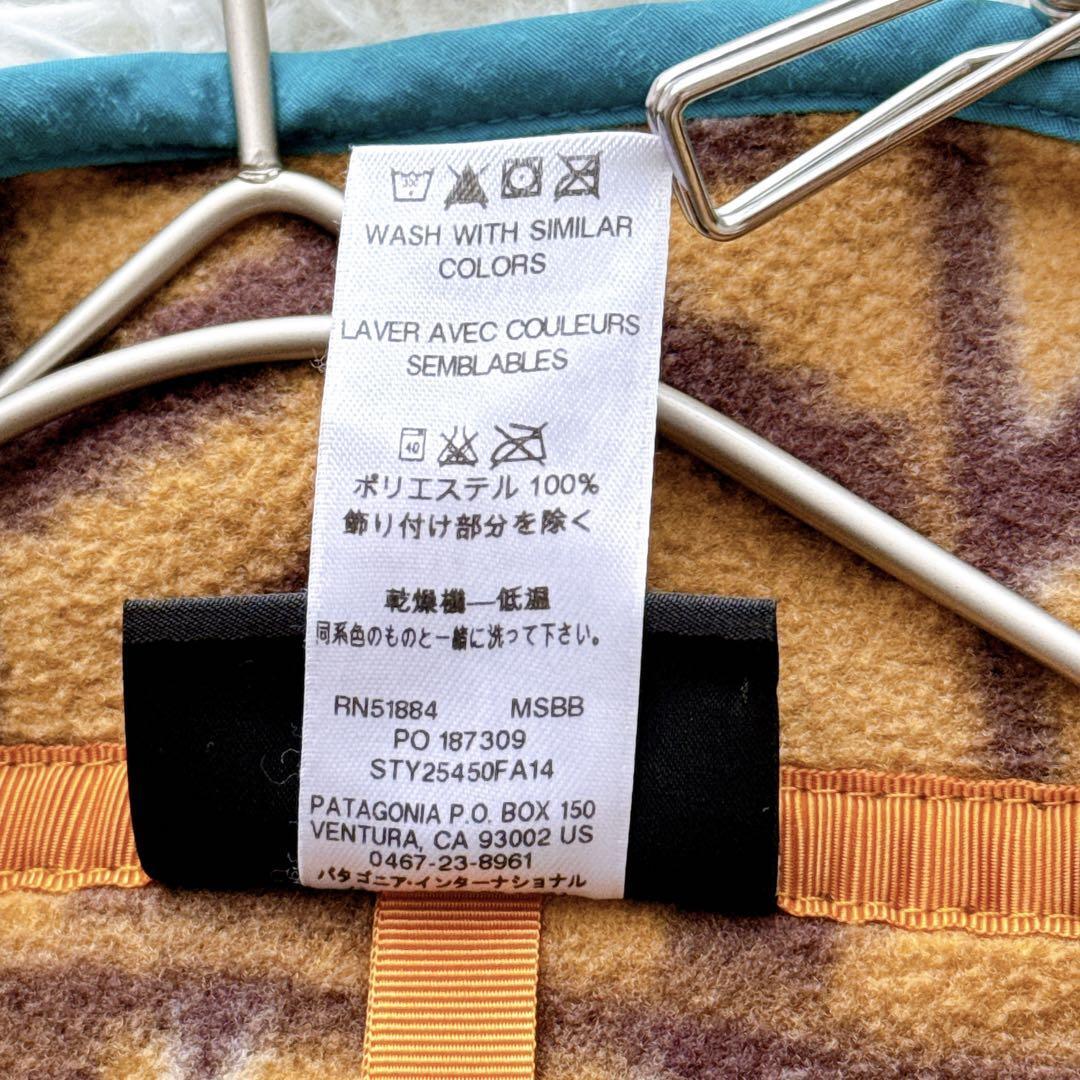 WASH WITH SIMILAR
COLORS
LAVER AVEC COULEURS
SEMBLABLES
40
ポリエステル 100%
飾り付け部分を除く
乾燥機—低温
同系色のものと一緒に洗って下さい。
RN51884 MSBB
PO 187309
STY25450FA14
PATAGONIA P.O. BOX 150
VENTURA, CA 93002 US
0467-23-8961
パタゴニア・インターナショナル